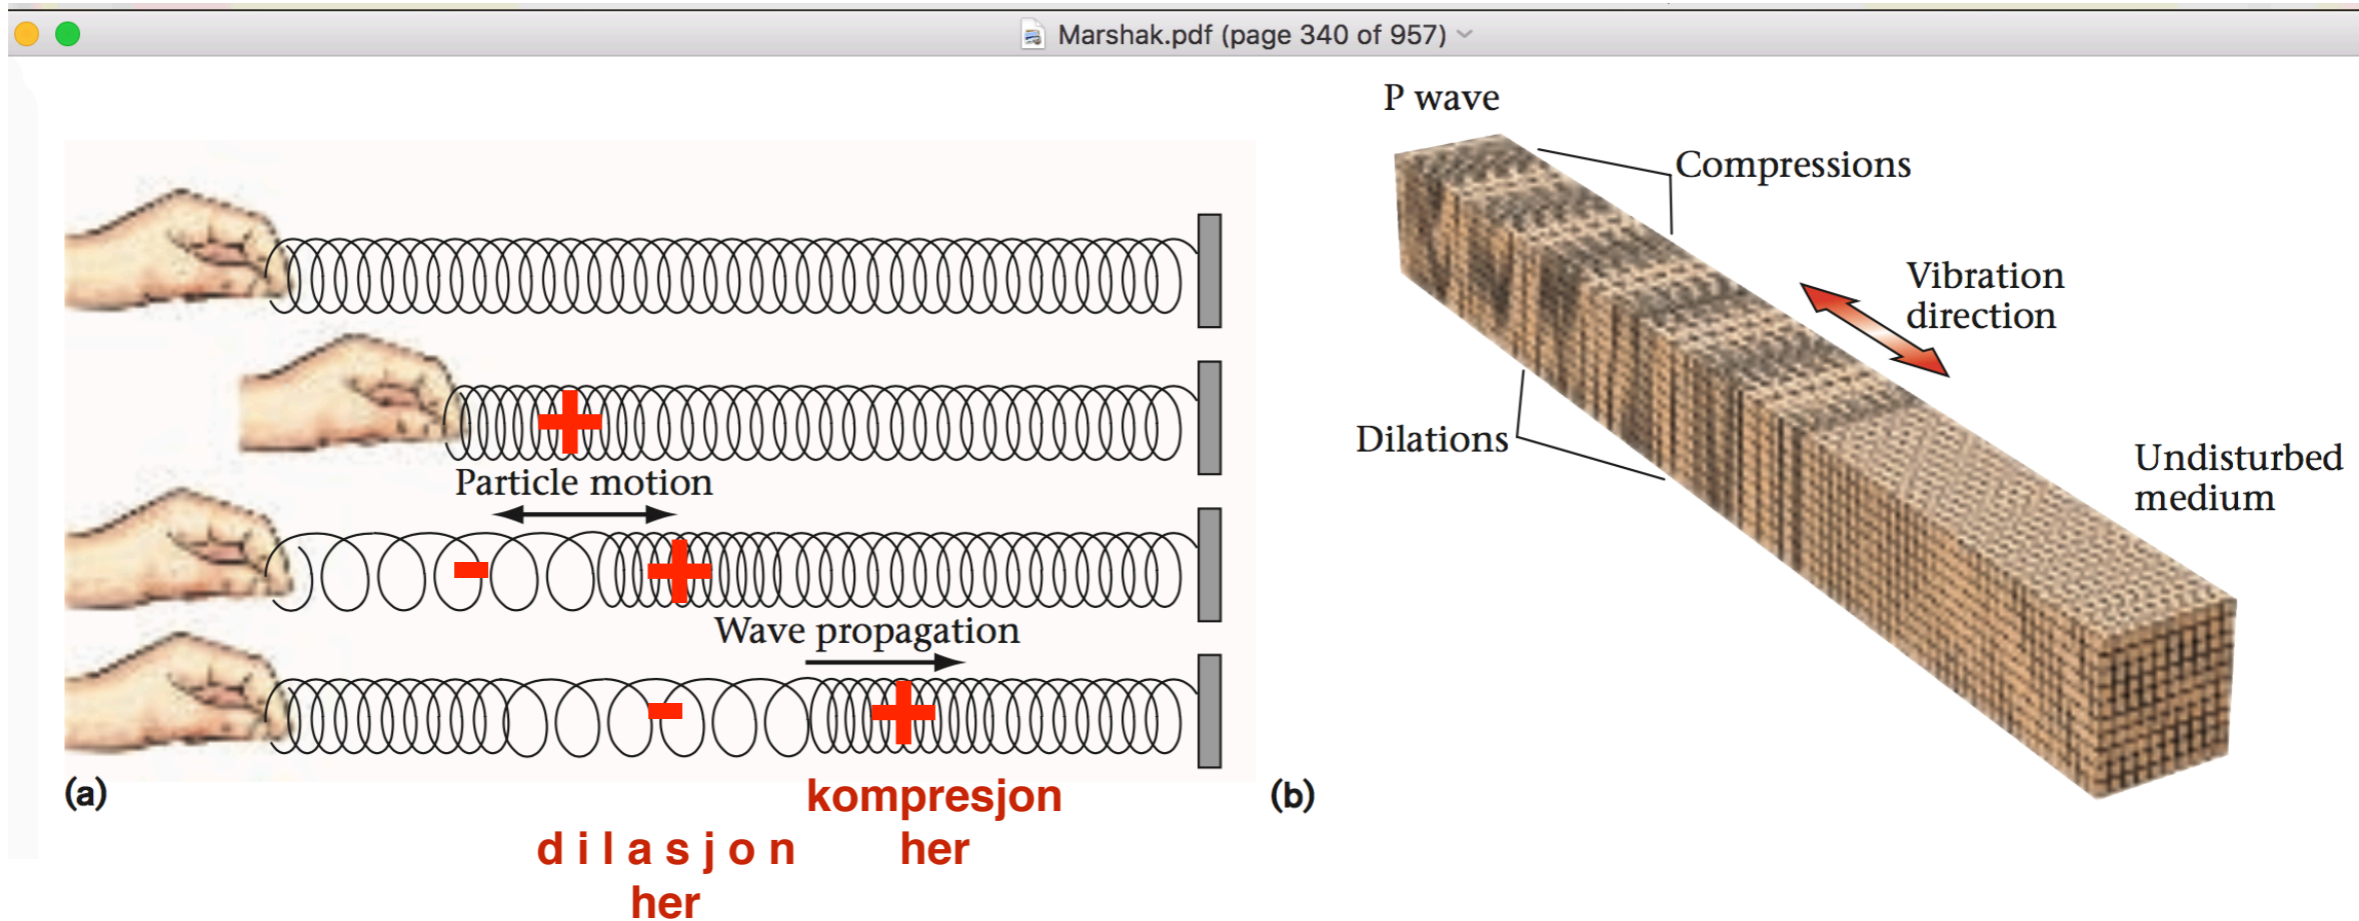 Marshak.pdf (page 340 of 957)
Particle motion
Wave propagation
(a)
kompresjon
her
d i l a s j o n
her
P wave
Compressions
Vibration
direction
Dilations
Undisturbed
medium
(b)